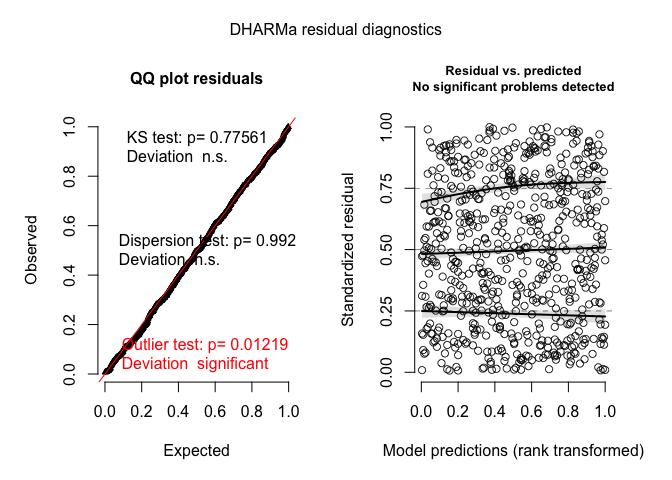 DHARMa residual diagnostics
QQ plot residuals
KS test: p= 0.77561
Deviation n.s.
Dispersion test: p= 0.992
Deviation n.s.
Outlier test: p= 0.01219
Deviation significant
Observed
0.0 0.2 0.4 0.6 0.8 1.0
0.0 0.2 0.4 0.6 0.8 1.0
Expected
Residual vs. predicted
No significant problems detected
Standardized residual
0.00 0.25 0.50 0.75 1.00
0.0 0.2 0.4 0.6 0.8 1.0
Model predictions (rank transformed)